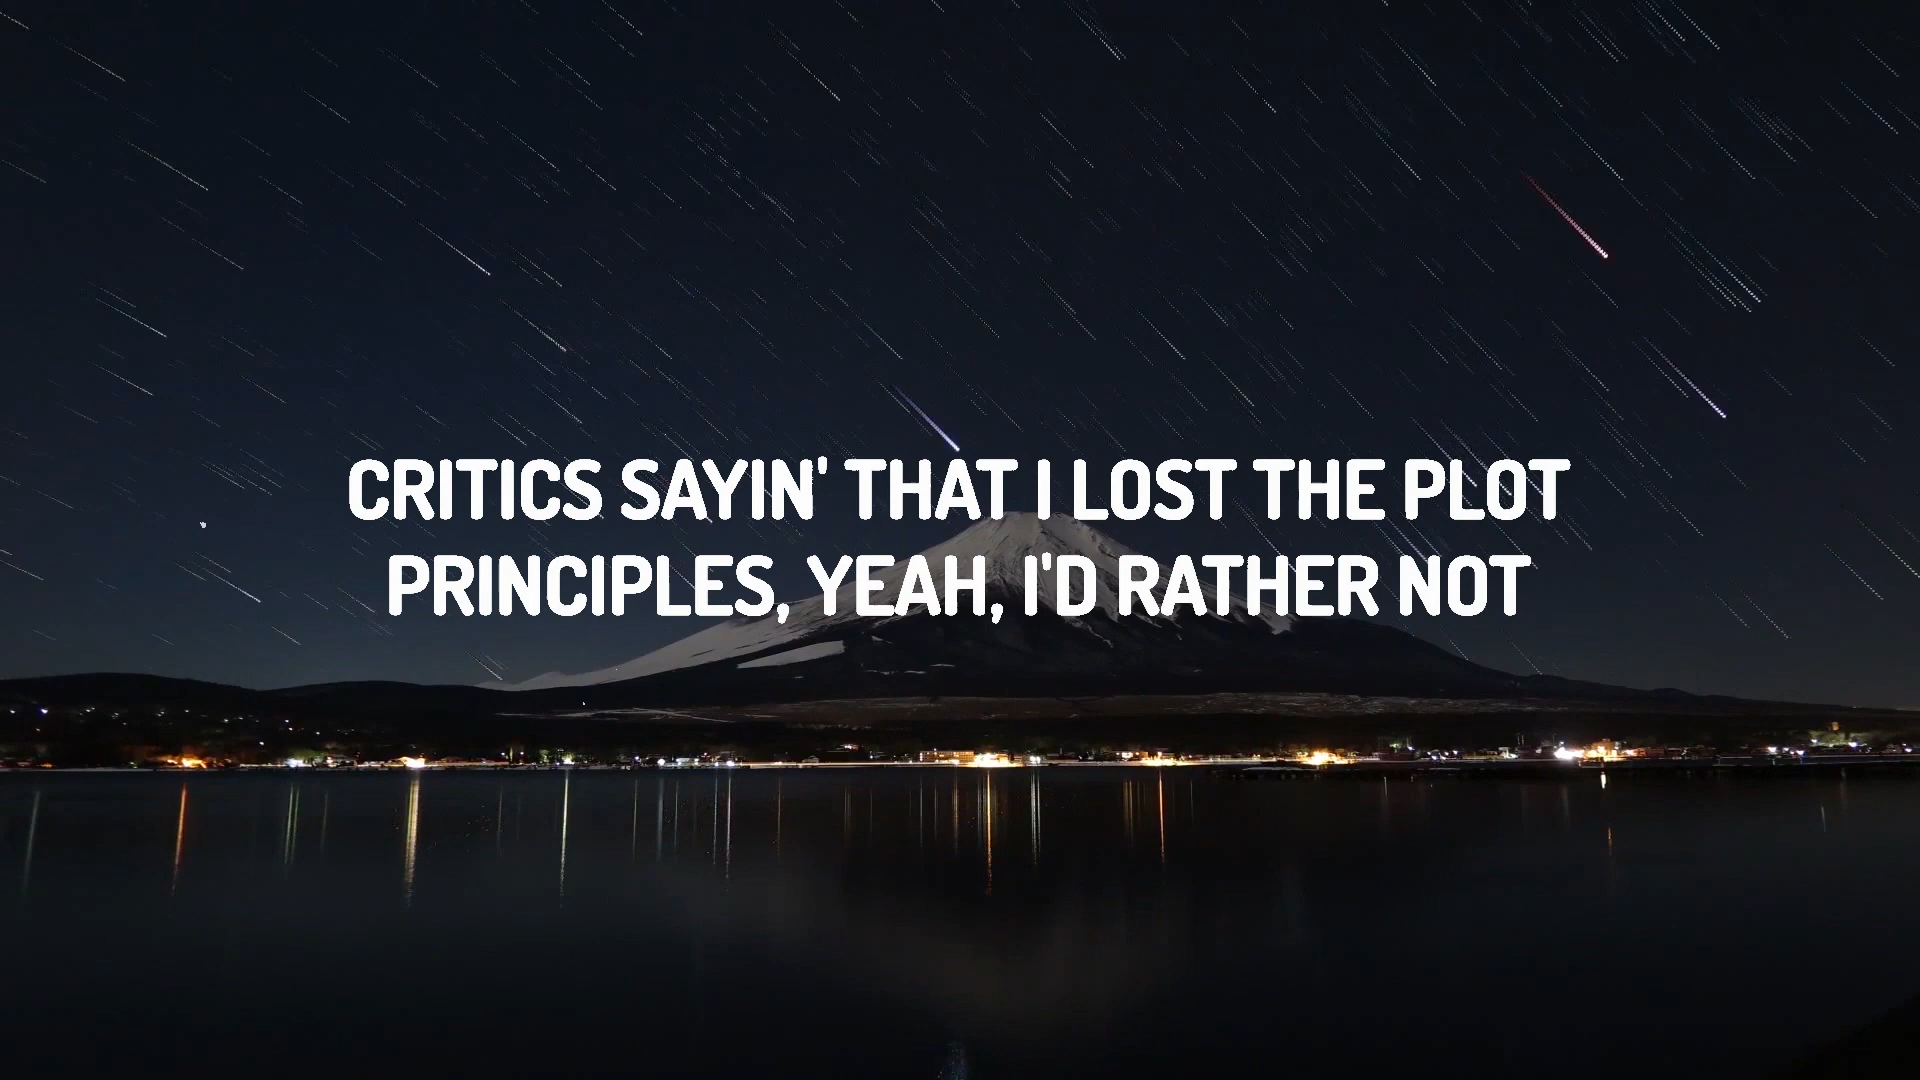 CRITICS SAYIN' THAT I LOST THE PLOT
PRINCIPLES, YEAH, I'D RATHER NOT